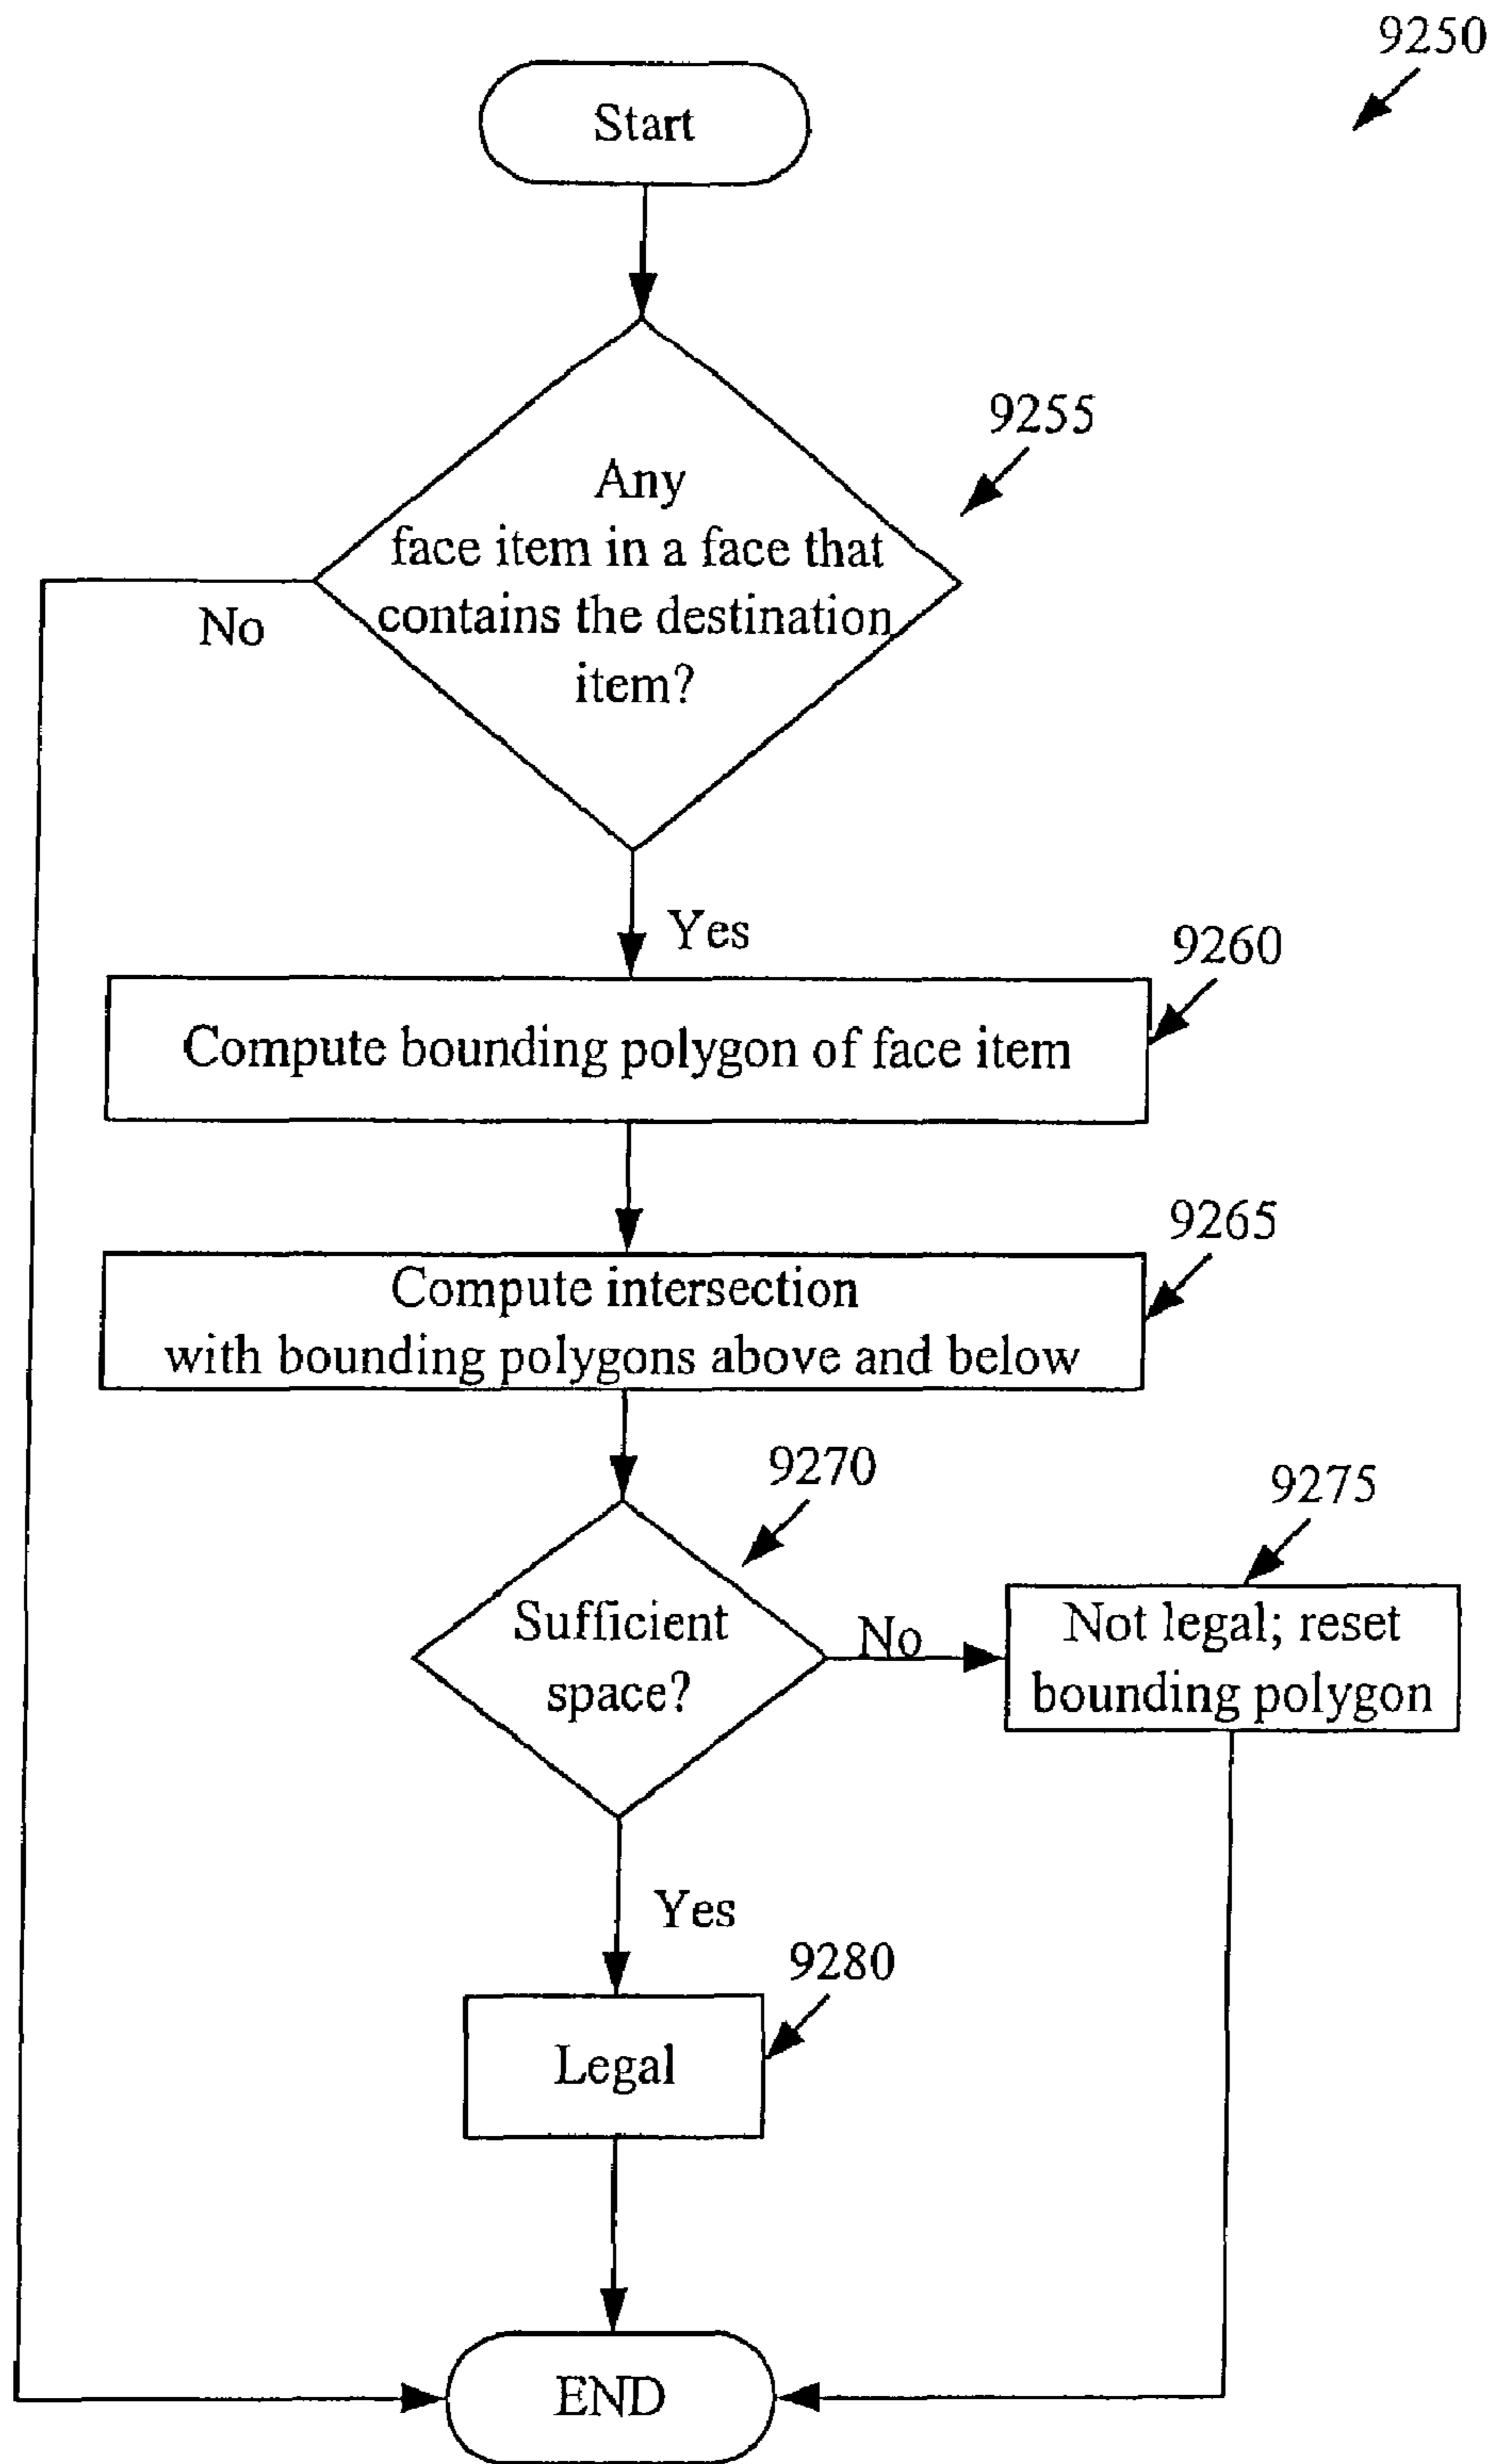 9250
Start
9255
Any
face item in a face that
contains the destination
item?
No
Yes
9260
Compute bounding polygon of face item
9265
Compute intersection
with bounding polygons above and below
9270
9275
Sufficient
space?
No
Not legal; reset
bounding polygon
Yes
9280
Legal
END